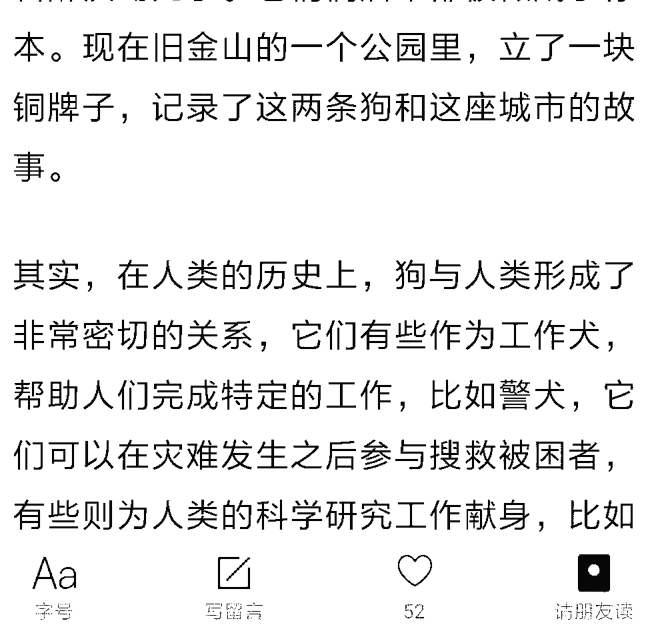 本。现在旧金山的一个公园里，立了一块
铜牌子，记录了这两条狗和这座城市的故
事。
其实，在人类的历史上，狗与人类形成了
非常密切的关系，它们有些作为工作犬，
帮助人们完成特定的工作，比如警犬，它
们可以在灾难发生之后参与搜救被困者，
有些则为人类的科学研究工作献身，比如
Aa
字号 写留言 52 请朋友读